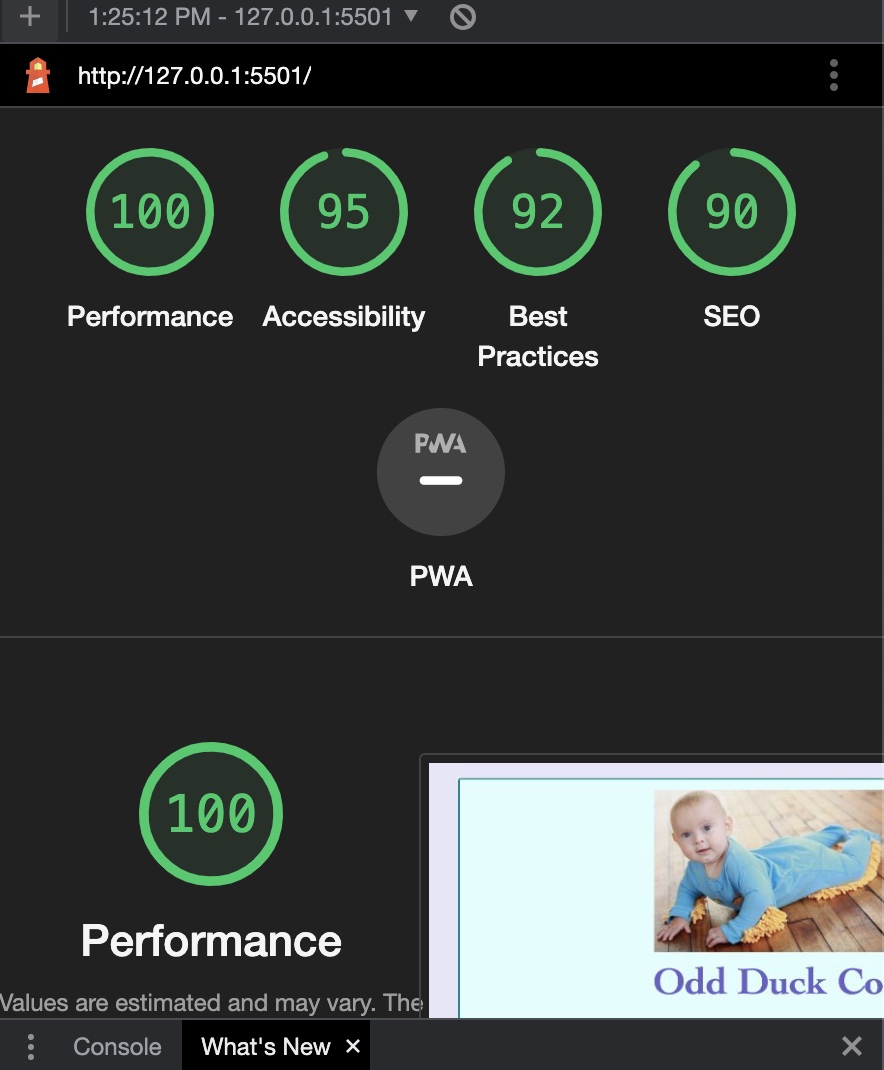 + 1:25:12 PM - 127.0.0.1:5501 ▼
http://127.0.0.1:5501/
100 95 92 90
Performance Accessibility Best Practices SEO
PWA
PWA
100
Performance
Values are estimated and may vary. The
Odd Duck Co
Console What's New × ×